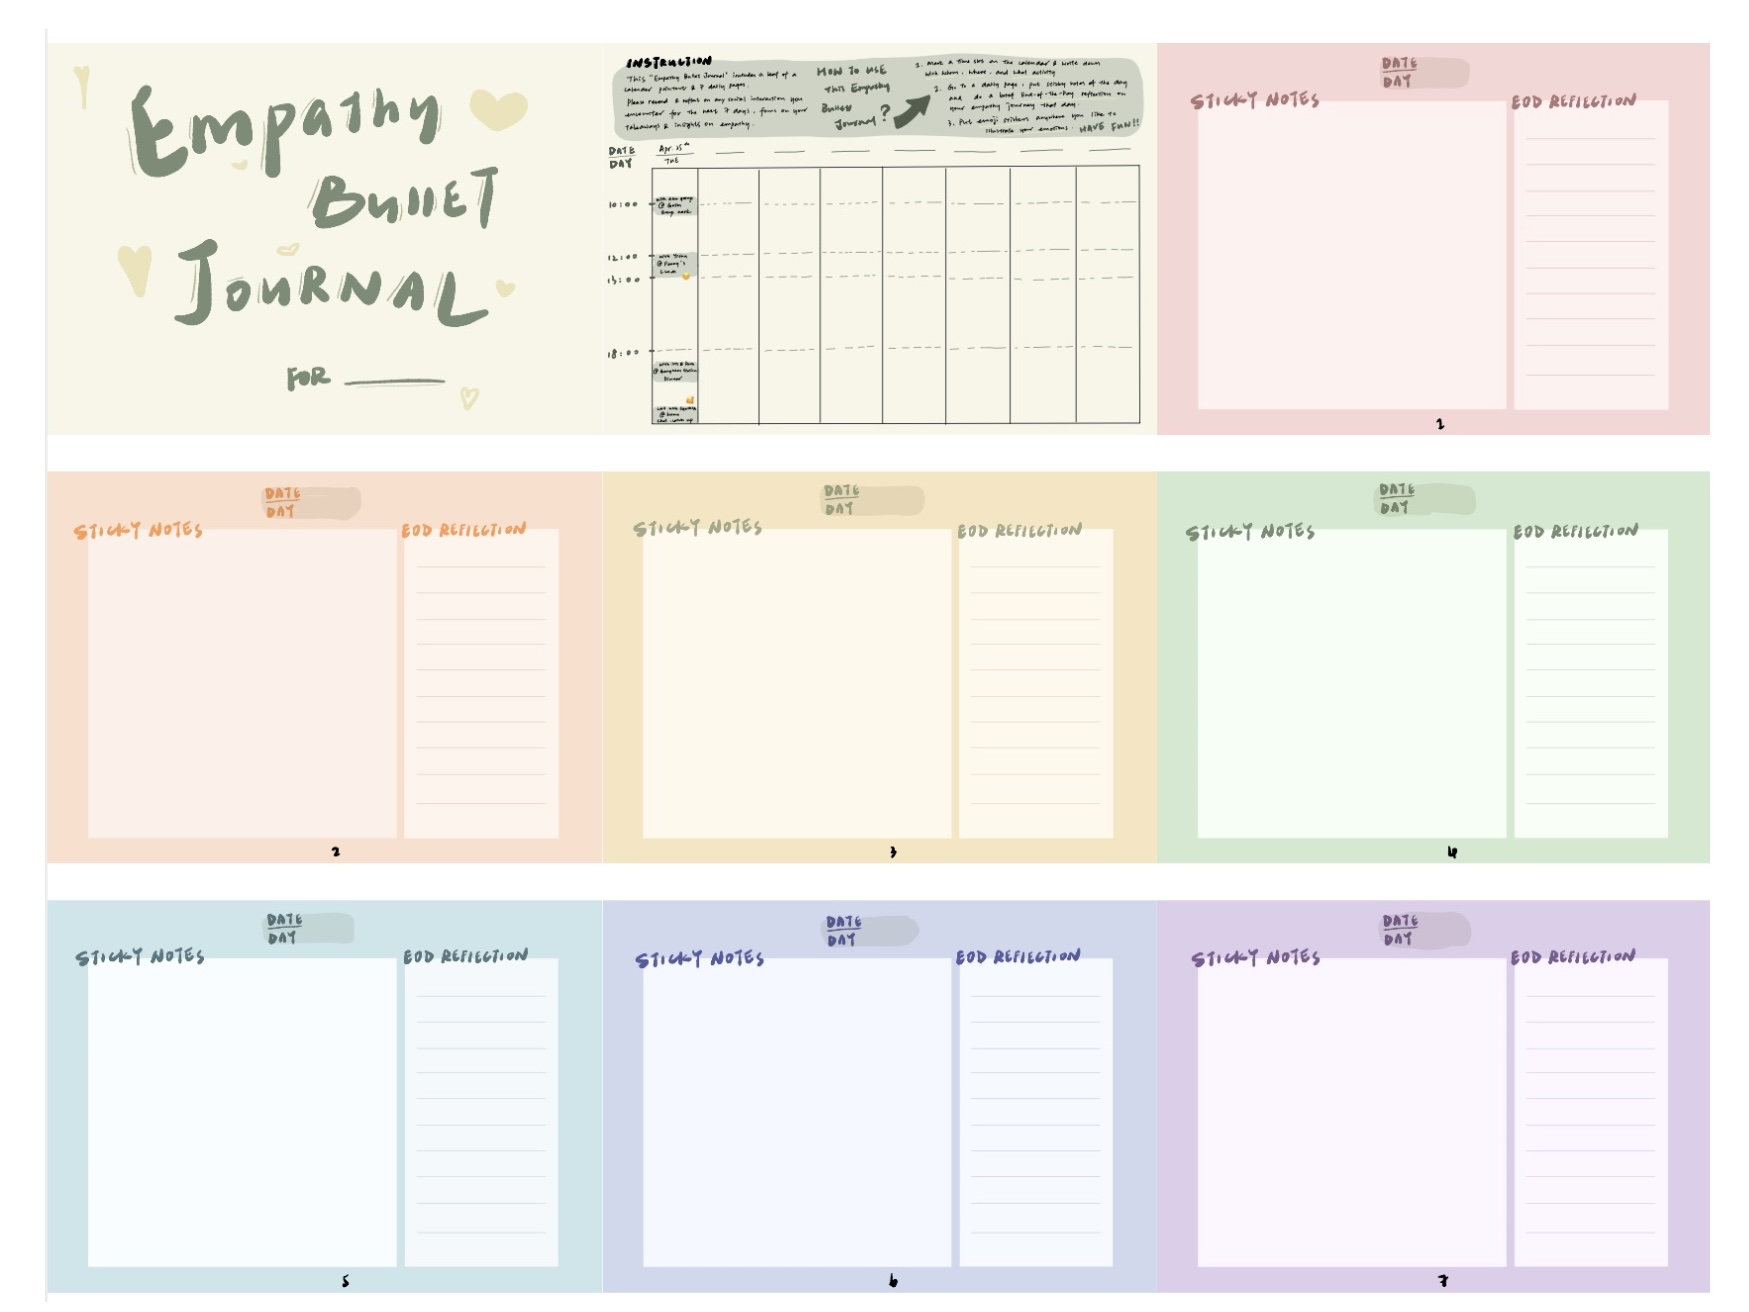 Empathy
BullET
JOURNAL
FOR
INSTRUCTION
This "Empathy Bullet Journal" includes a leaf of a
calendar & 7 daily pages.
Please record & reflect on any social interaction you
encounter for the next 7 days, focus on your
takeaways & insights on empathy.
HOW TO USE
This Empathy
Bullet
Journal?
1. Mark a time slot on the calendar & write down
with whom, where, and what activity
2. Go to a daily page, put sticky notes of the day
and do a brief End-of-the-Day reflection on
your empathy journey that day.
3. Put emoji stickers anywhere you like to
illustrate your emotions. HAVE FUN!!
DATE
DAY
Apr. 25th
TUE
10:00
12:00
13:00
18:00
@ Penny's
DATE
DAY
STICKY NOTES
EOD REFLECTION
1
DATE
DAY
STICKY NOTES
EOD REFLECTION
2
DATE
DAY
STICKY NOTES
EOD REFLECTION
3
DATE
DAY
STICKY NOTES
EOD REFLECTION
4
DATE
DAY
STICKY NOTES
EOD REFLECTION
5
DATE
DAY
STICKY NOTES
EOD REFLECTION
6
DATE
DAY
STICKY NOTES
EOD REFLECTION
7